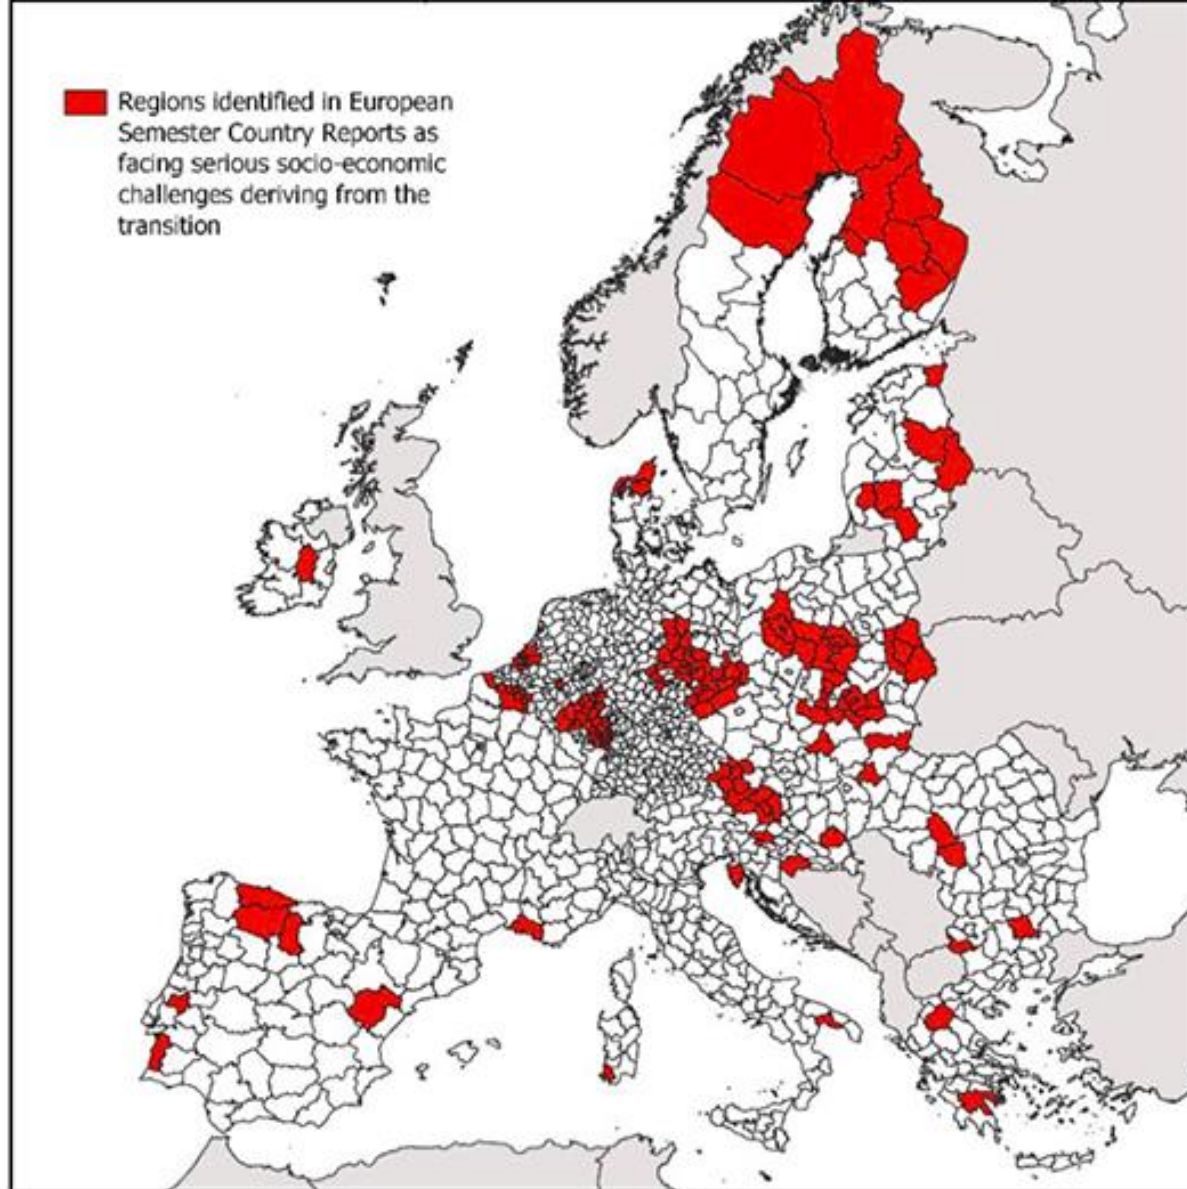 Regions identified in European
Semester Country Reports as
facing serious socio-economic
challenges deriving from the
transition